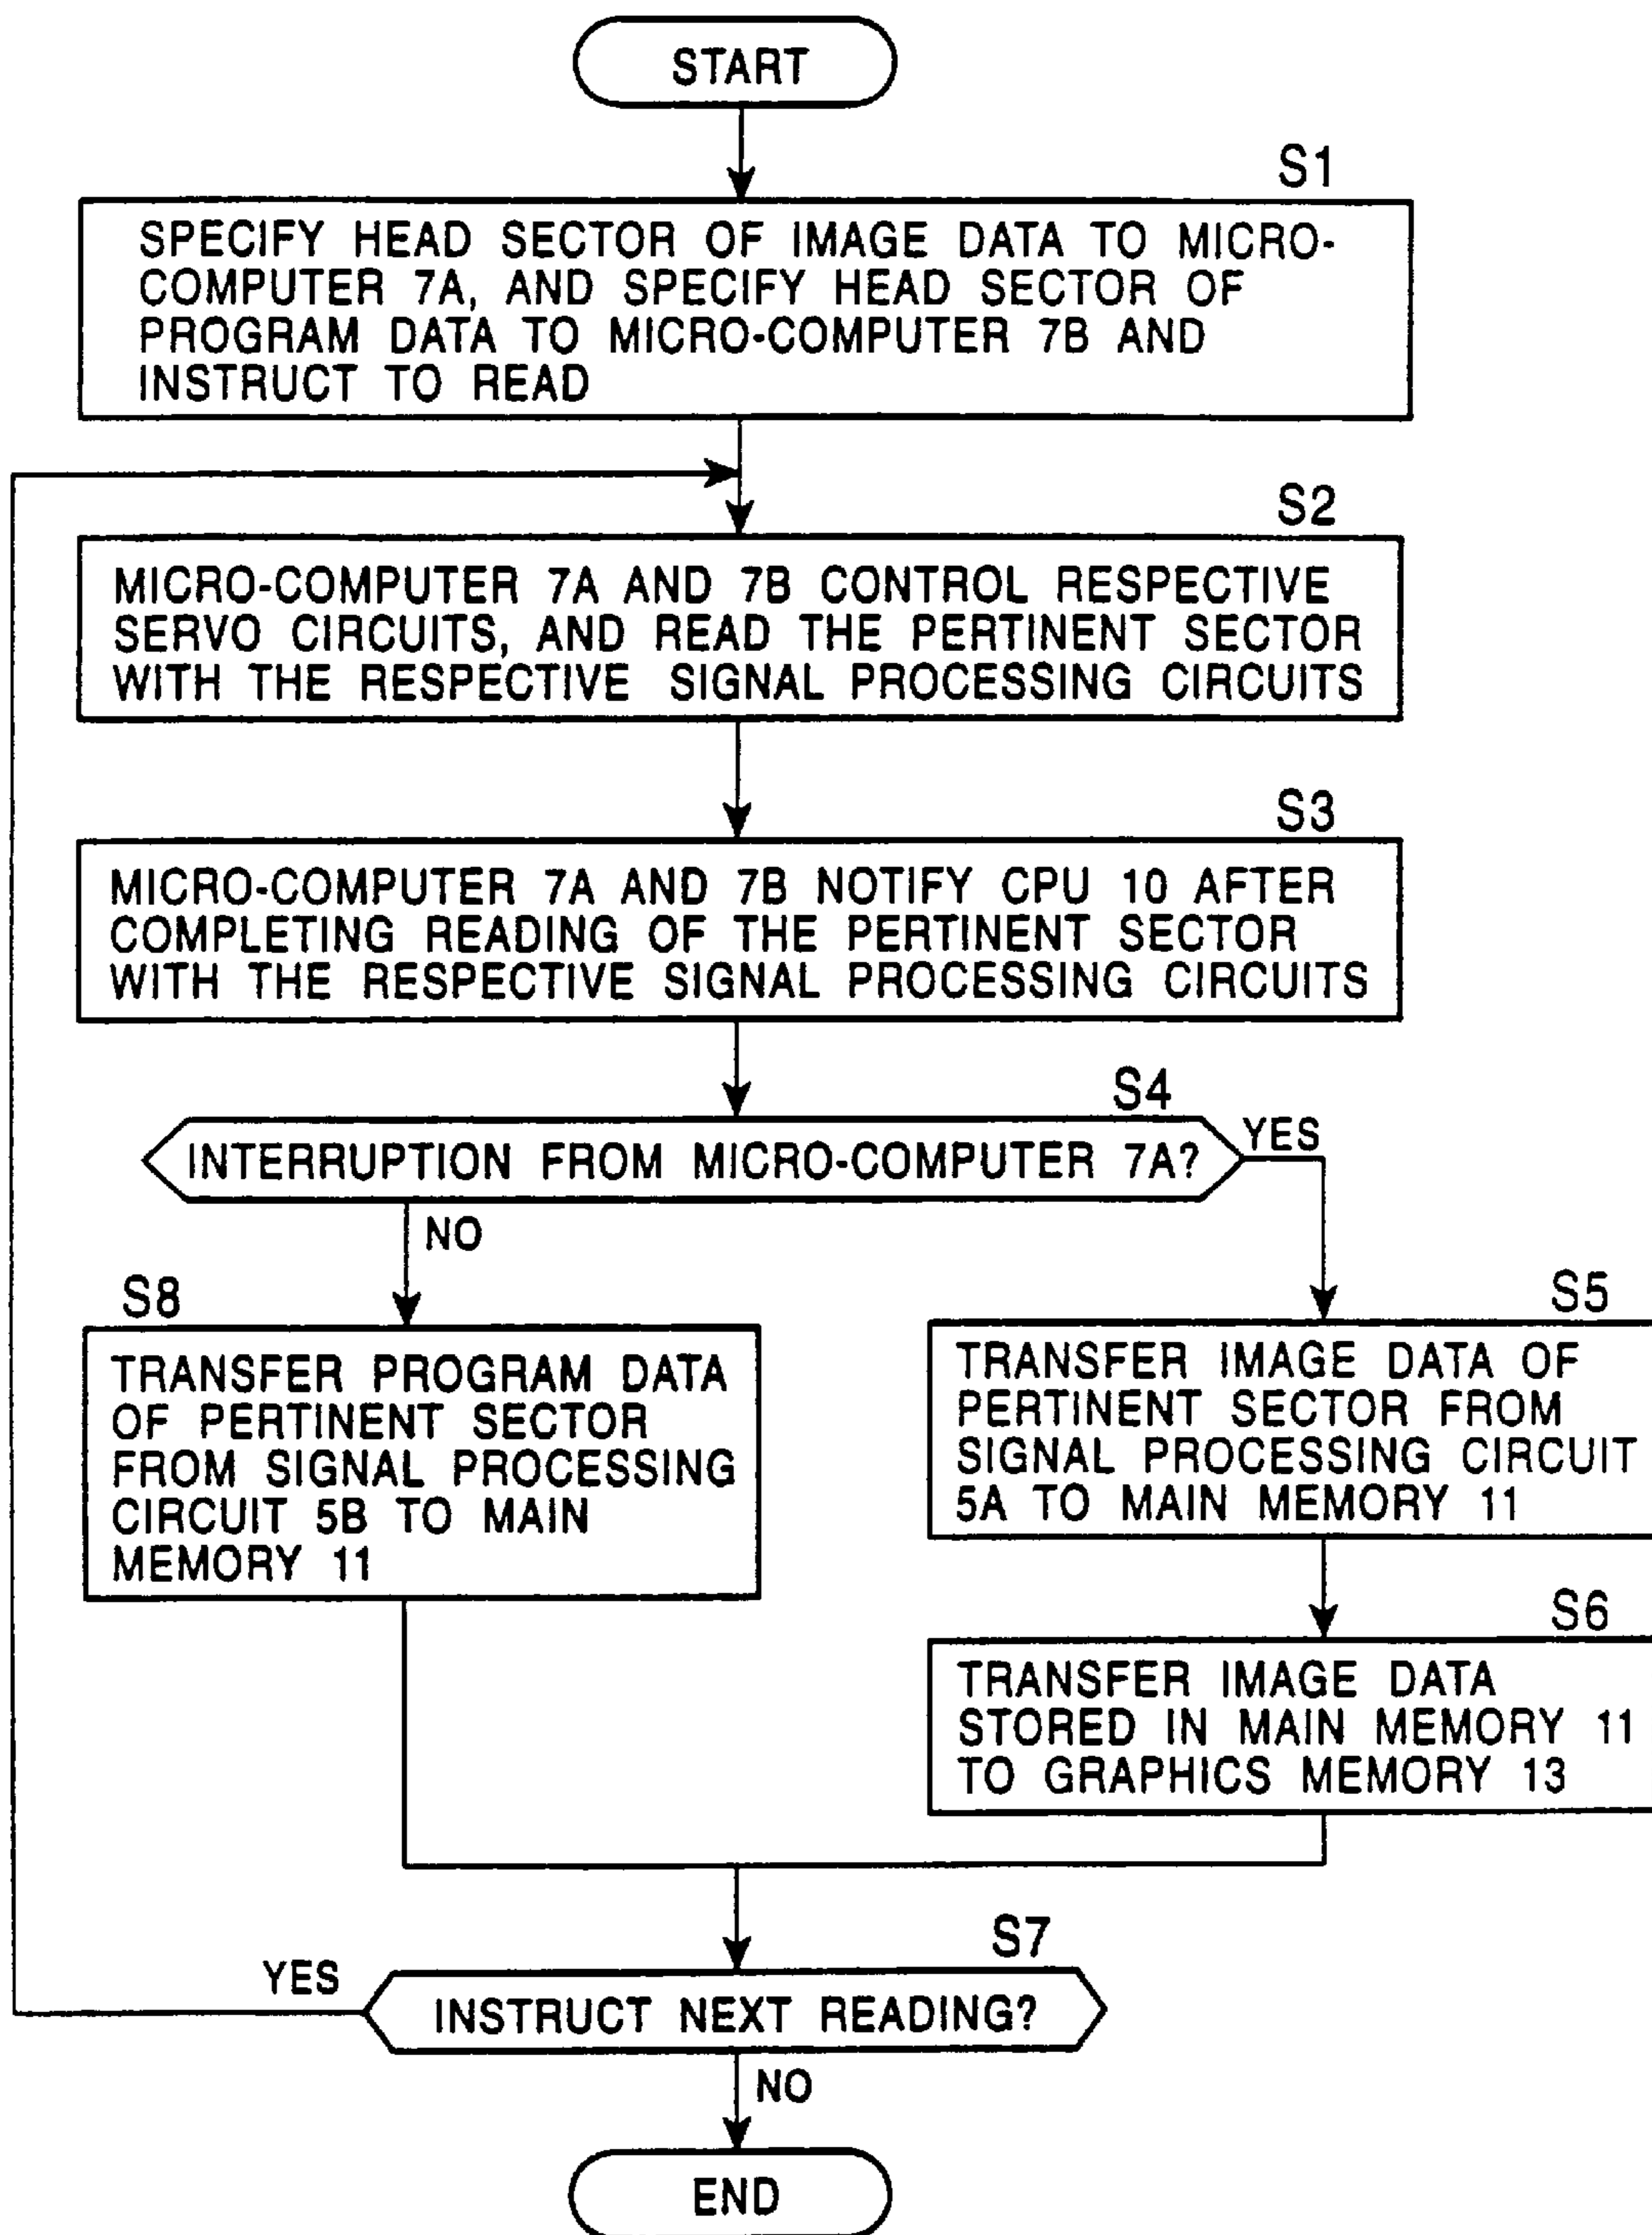 START
S1
SPECIFY HEAD SECTOR OF IMAGE DATA TO MICRO-
COMPUTER 7A, AND SPECIFY HEAD SECTOR OF
PROGRAM DATA TO MICRO-COMPUTER 7B AND
INSTRUCT TO READ
S2
MICRO-COMPUTER 7A AND 7B CONTROL RESPECTIVE
SERVO CIRCUITS, AND READ THE PERTINENT SECTOR
WITH THE RESPECTIVE SIGNAL PROCESSING CIRCUITS
S3
MICRO-COMPUTER 7A AND 7B NOTIFY CPU 10 AFTER
COMPLETING READING OF THE PERTINENT SECTOR
WITH THE RESPECTIVE SIGNAL PROCESSING CIRCUITS
S4
INTERRUPTION FROM MICRO-COMPUTER 7A?
YES
NO
S8
TRANSFER PROGRAM DATA
OF PERTINENT SECTOR
FROM SIGNAL PROCESSING
CIRCUIT 5B TO MAIN
MEMORY 11
S5
TRANSFER IMAGE DATA OF
PERTINENT SECTOR FROM
SIGNAL PROCESSING CIRCUIT
5A TO MAIN MEMORY 11
S6
TRANSFER IMAGE DATA
STORED IN MAIN MEMORY 11
TO GRAPHICS MEMORY 13
S7
YES
INSTRUCT NEXT READING?
NO
END